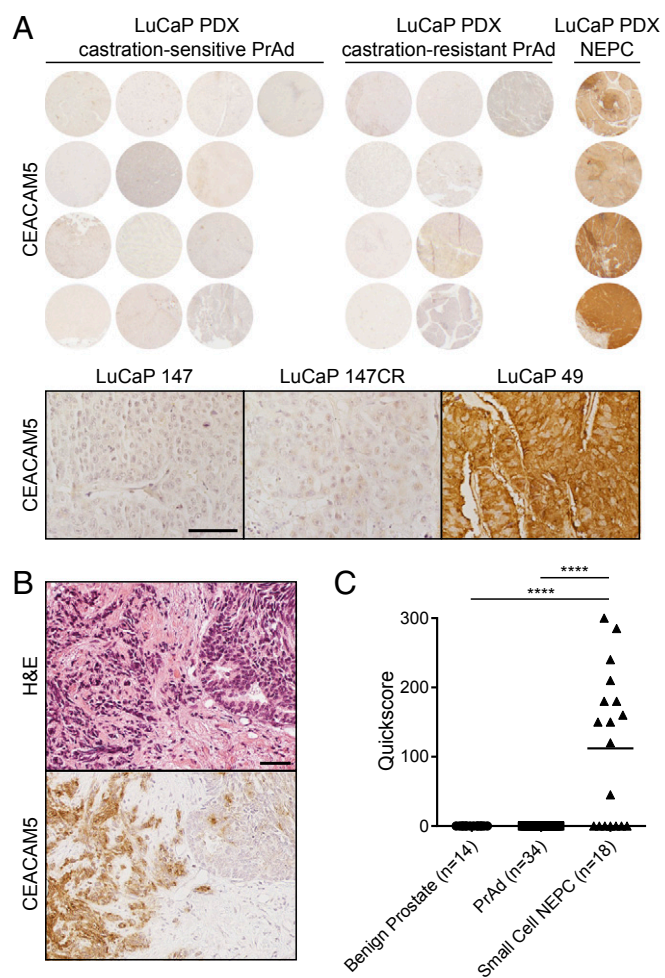 A
LuCaP PDX
castration-sensitive PrAd
LuCaP PDX
castration-resistant PrAd
LuCaP PDX
NEPC
CEACAM5
LuCaP 147
LuCaP 147CR
LuCaP 49
CEACAM5
B
H&E
CEACAM5
C
****
****
Quickscore
300
200
100
0
Benign Prostate (n=14)
PrAd (n=34)
Small Cell NEPC (n=18)